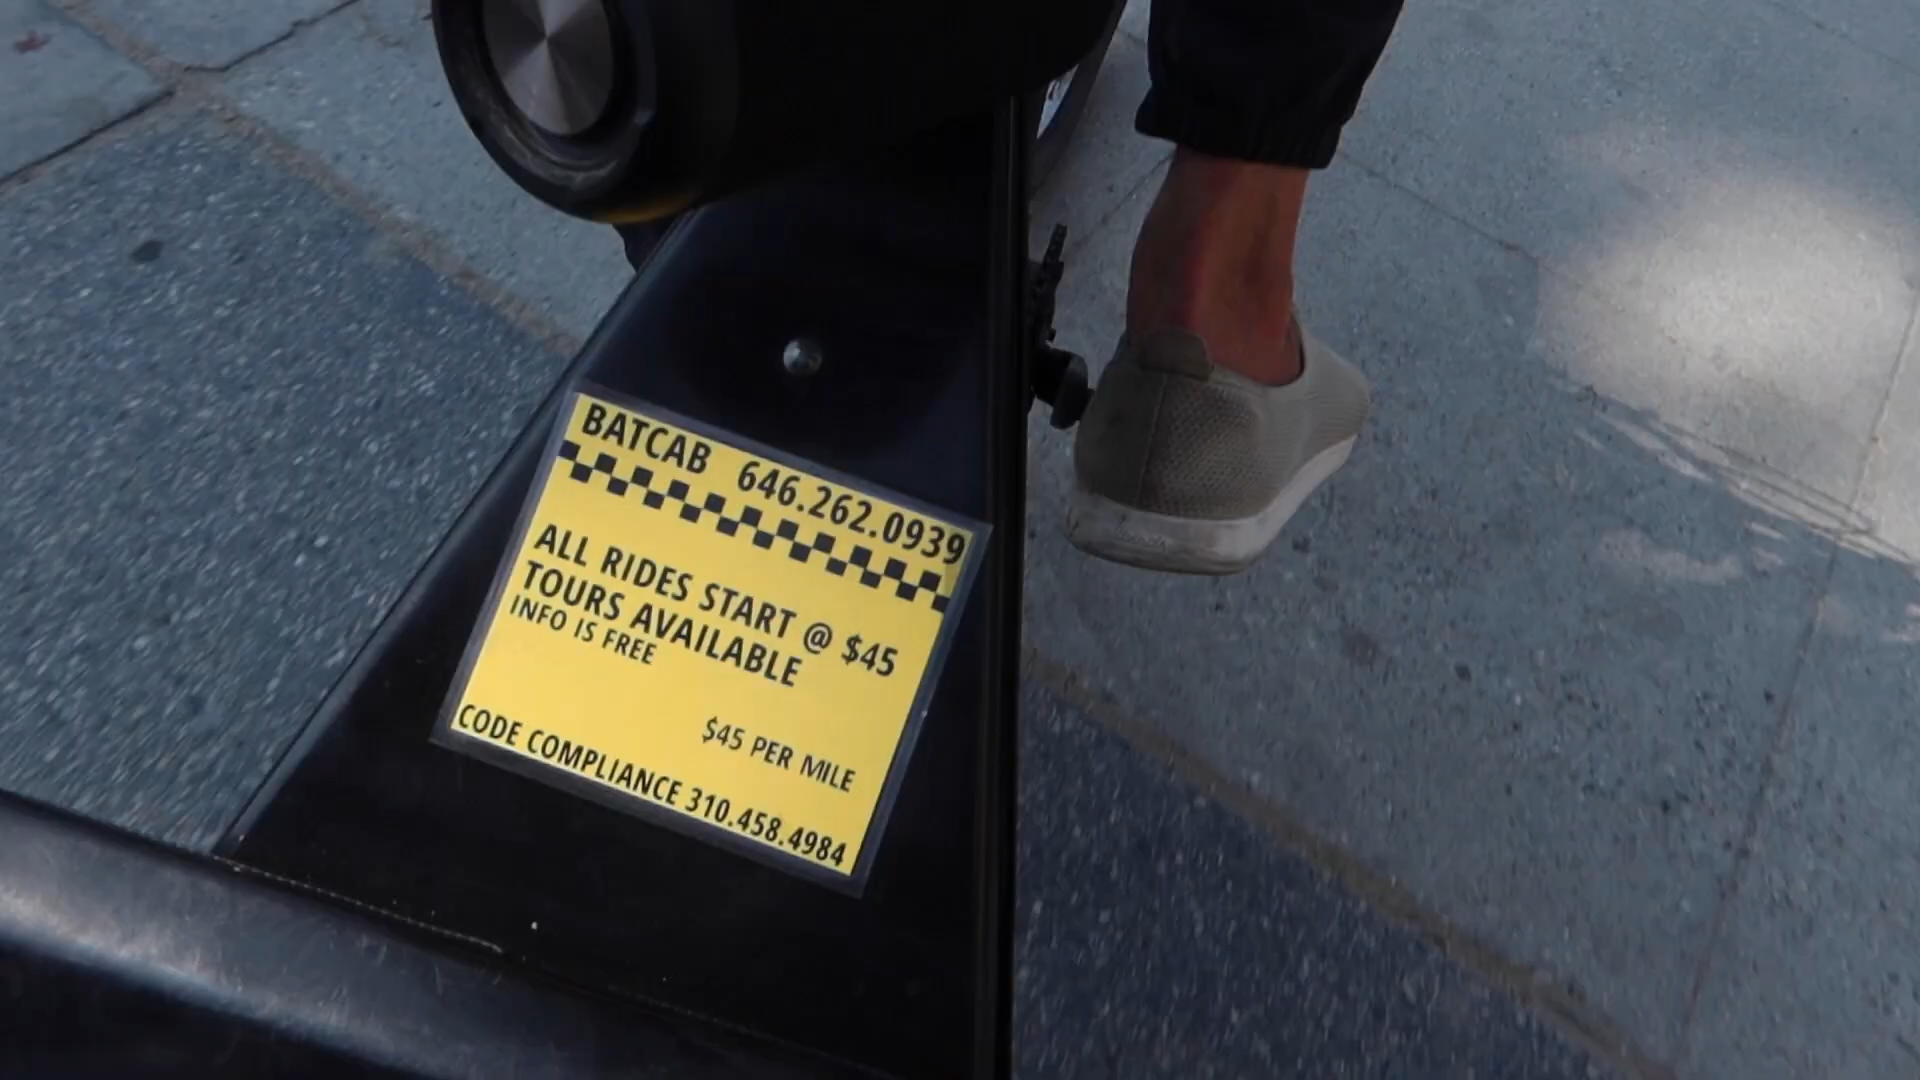 BATCAB 646.262.0939
ALL RIDES START @ $45
TOURS AVAILABLE
INFO IS FREE
$45 PER MILE
CODE COMPLIANCE 310.458.4984